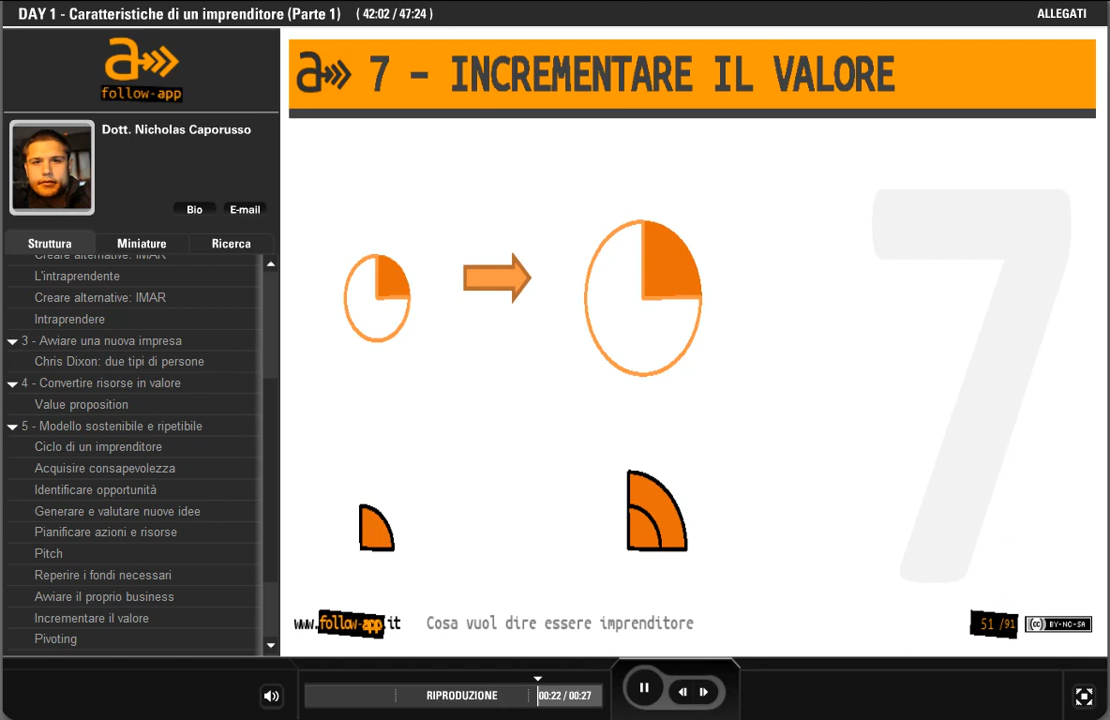 DAY 1 - Caratteristiche di un imprenditore (Parte 1) ( 42:02 / 47:24 )
ALLEGATI
a
follow-app
Dott. Nicholas Caporusso
Bio
E-mail
Struttura
Miniature
Ricerca
Creare alternative: IMAR
L'intraprendente
Creare alternative: IMAR
Intraprendere
3 - Avviare una nuova impresa
Chris Dixon: due tipi di persone
4 - Convertire risorse in valore
Value proposition
5 - Modello sostenibile e ripetibile
Ciclo di un imprenditore
Acquisire consapevolezza
Identificare opportunità
Generare e valutare nuove idee
Pianificare azioni e risorse
Pitch
Reperire i fondi necessari
Avviare il proprio business
Incrementare il valore
Pivoting
a 7 - INCREMENTARE IL VALORE
7
www.follow-app.it
Cosa vuol dire essere imprenditore
51 /91
cc BY-NC-SA
RIPRODUZIONE
00:22 / 00:27